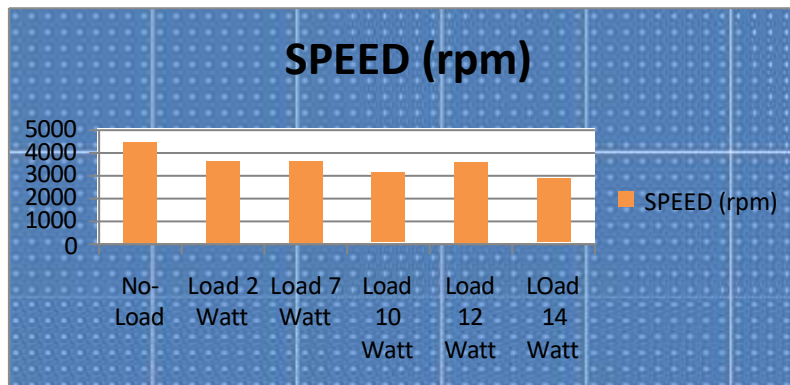 SPEED (rpm)
5000
4000
3000
2000
1000
0
SPEED (rpm)
No-
Load
Load 2
Watt
Load 7
Watt
Load
10
Watt
Load
12
Watt
LOad
14
Watt